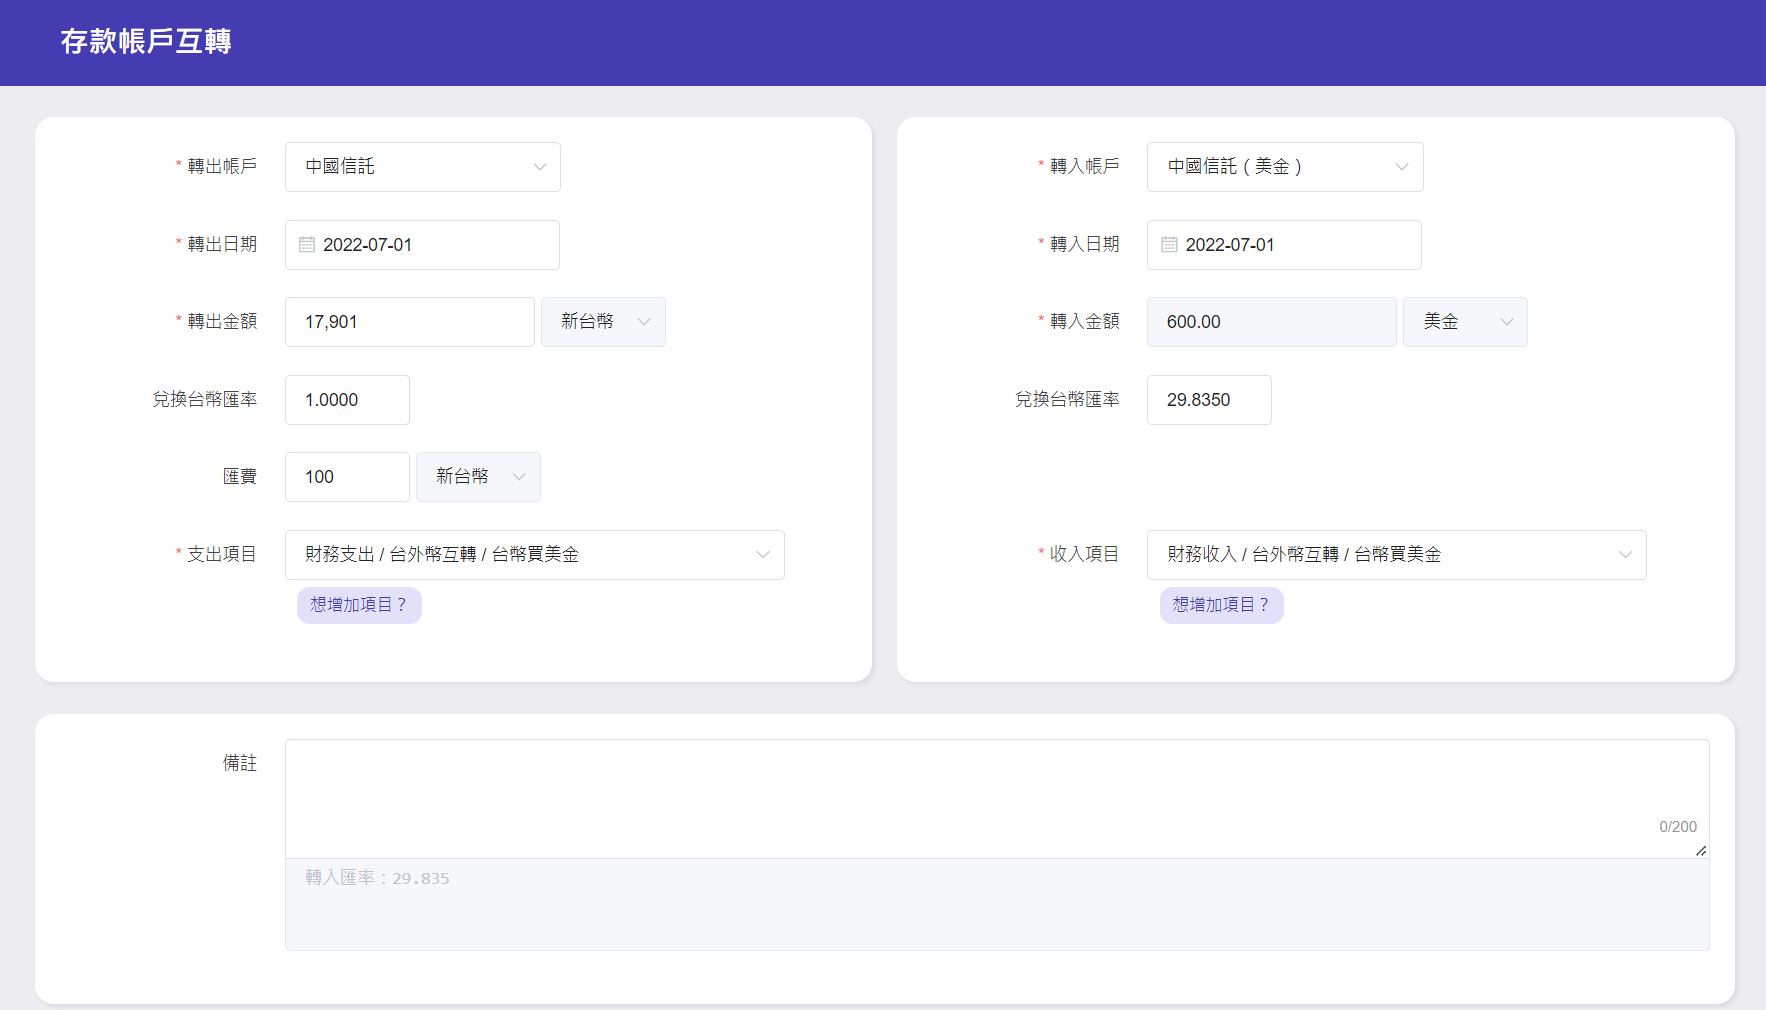 存款帳戶互轉
* 轉出帳戶 中國信託
* 轉出日期 2022-07-01
* 轉出金額 17,901 新台幣
兌換台幣匯率 1.0000
匯費 100 新台幣
* 支出項目 財務支出 / 台外幣互轉 / 台幣買美金
想增加項目？
* 轉入帳戶 中國信託 ( 美金 )
* 轉入日期 2022-07-01
* 轉入金額 600.00 美金
兌換台幣匯率 29.8350
* 收入項目 財務收入 / 台外幣互轉 / 台幣買美金
想增加項目？
備註
0/200
轉入匯率：29.835